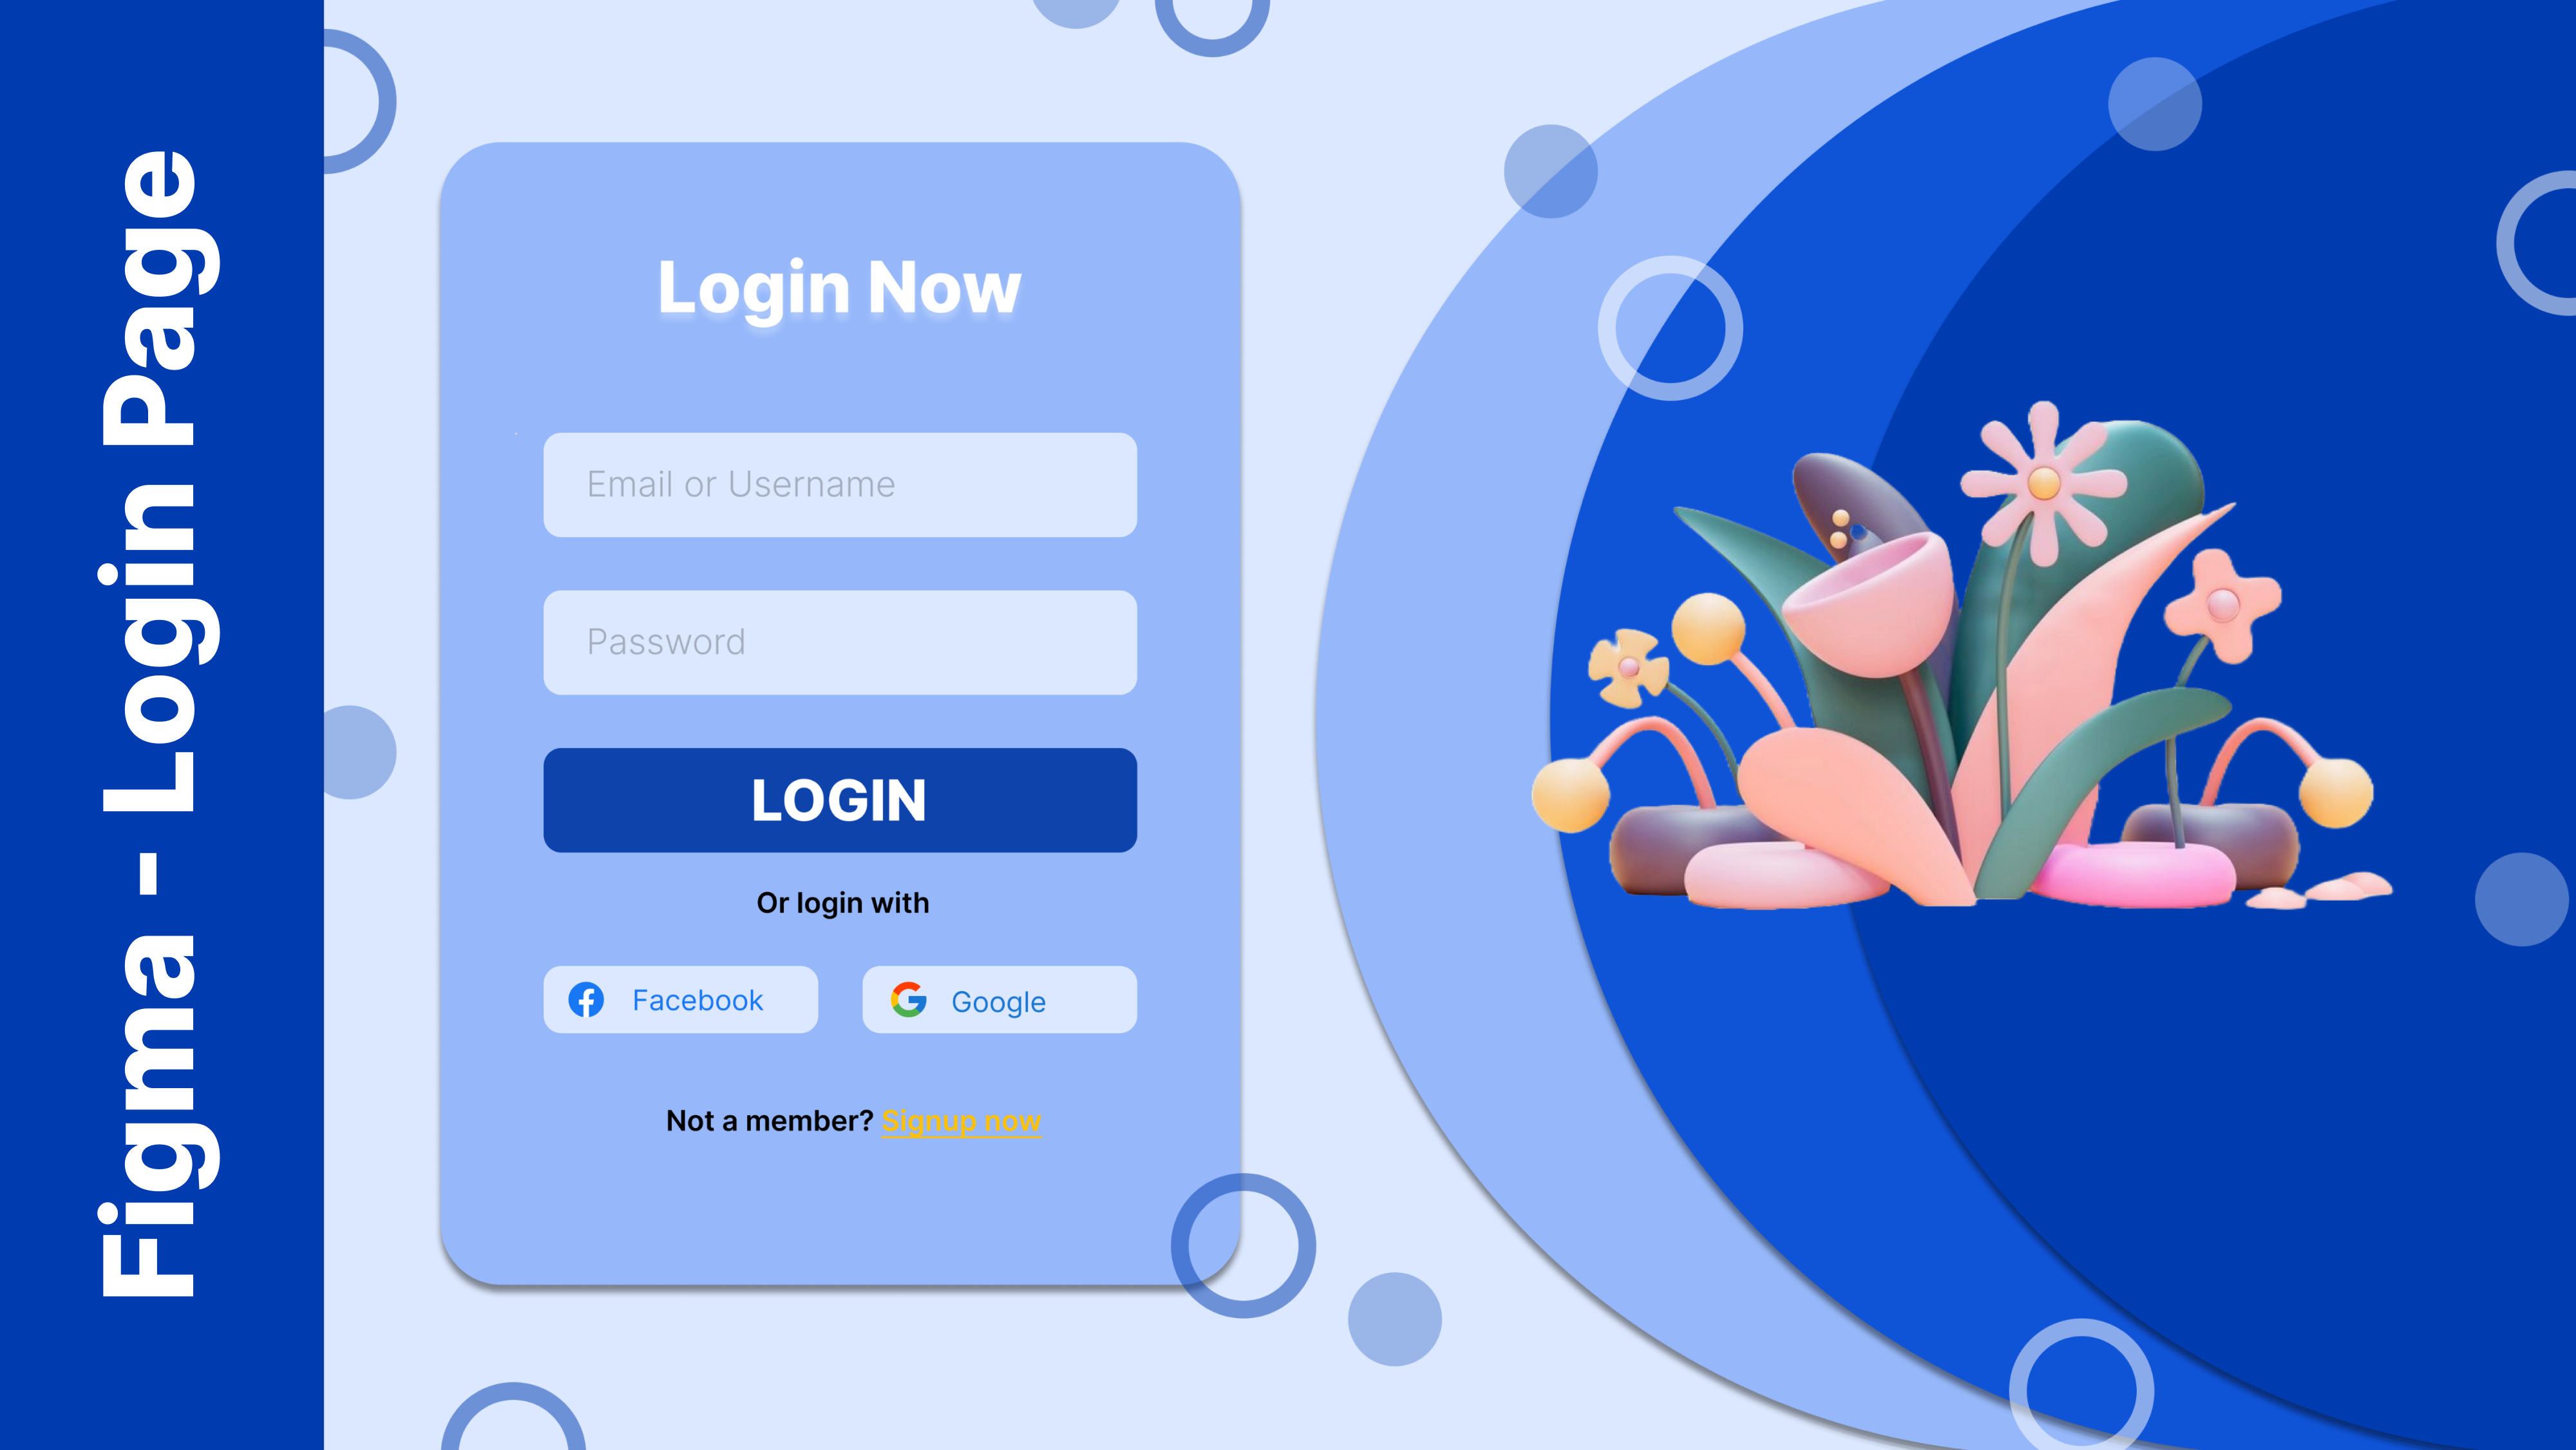 Figma - Login Page
Login Now
Email or Username
Password
LOGIN
Or login with
Facebook
Google
Not a member? Signup now